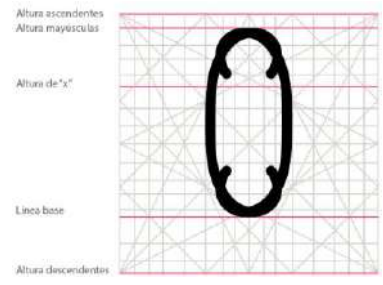 Altura ascendentes
Altura mayúsculas
Altura de "x"
Línea base
Altura descendentes